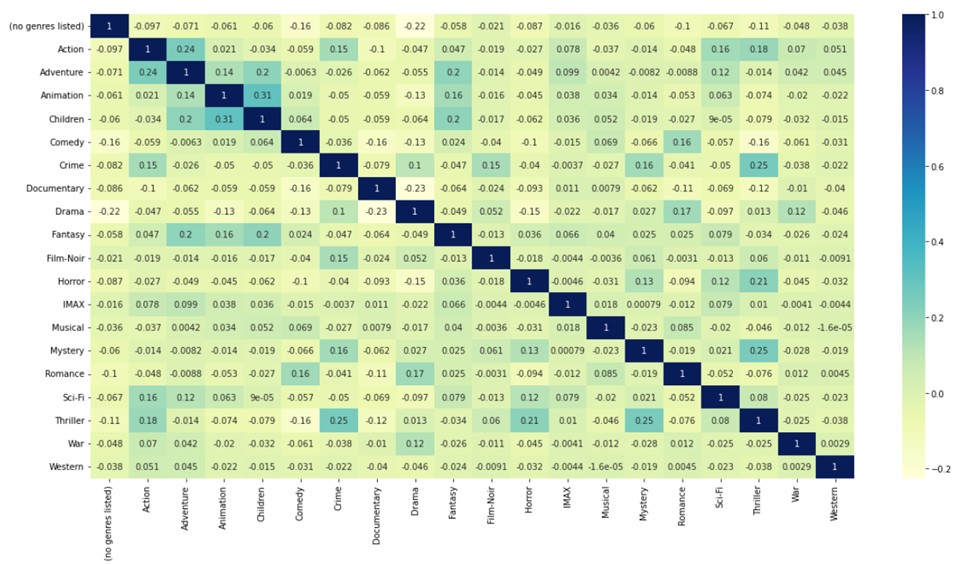 (no genres listed) 1 -0.097 -0.071 -0.061 -0.06 -0.16 -0.082 -0.086 -0.22 -0.058 -0.021 -0.087 -0.016 -0.036 -0.06 -0.1 -0.067 -0.11 -0.048 -0.038
Action -0.097 1 0.24 0.021 -0.034 -0.059 0.15 -0.1 -0.047 0.047 -0.019 -0.027 0.078 -0.037 -0.014 -0.048 0.16 0.18 0.07 0.051
Adventure -0.071 0.24 1 0.14 0.2 -0.0063 -0.026 -0.062 -0.055 0.2 -0.014 -0.049 0.099 0.0042 -0.0082 -0.0088 0.12 -0.014 0.042 0.045
Animation -0.061 0.021 0.14 1 0.31 0.019 -0.05 -0.059 -0.13 0.16 -0.016 -0.045 0.038 0.034 -0.014 -0.053 0.063 -0.074 -0.02 -0.022
Children -0.06 -0.034 0.2 0.31 1 0.064 -0.05 -0.059 -0.064 0.2 -0.017 -0.062 0.036 0.052 -0.019 -0.027 9e-05 -0.079 -0.032 -0.015
Comedy -0.16 -0.059 -0.0063 0.019 0.064 1 -0.036 -0.16 -0.13 0.024 -0.04 -0.1 -0.015 0.069 -0.066 0.16 -0.057 -0.16 -0.061 -0.031
Crime -0.082 0.15 -0.026 -0.05 -0.05 -0.036 1 -0.079 0.1 -0.047 0.15 -0.04 -0.0037 -0.027 0.16 -0.041 -0.05 0.25 -0.038 -0.022
Documentary -0.086 -0.1 -0.062 -0.059 -0.059 -0.16 -0.079 1 -0.23 -0.064 -0.024 -0.093 0.011 0.0079 -0.062 -0.11 -0.069 -0.12 -0.01 -0.04
Drama -0.22 -0.047 -0.055 -0.13 -0.064 -0.13 0.1 -0.23 1 -0.049 0.052 -0.15 -0.022 -0.017 0.027 0.17 -0.097 0.013 0.12 -0.046
Fantasy -0.058 0.047 0.2 0.16 0.2 0.024 -0.047 -0.064 -0.049 1 -0.013 0.036 0.066 0.04 0.025 0.025 0.079 -0.034 -0.026 -0.024
Film-Noir -0.021 -0.019 -0.014 -0.016 -0.017 -0.04 0.15 -0.024 0.052 -0.013 1 -0.018 -0.0044 -0.0036 0.061 -0.0031 -0.013 0.06 -0.011 -0.0091
Horror -0.087 -0.027 -0.049 -0.045 -0.062 -0.1 -0.04 -0.093 -0.15 0.036 -0.018 1 -0.0046 -0.031 0.13 -0.094 0.12 0.21 -0.045 -0.032
IMAX -0.016 0.078 0.099 0.038 0.036 -0.015 -0.0037 0.011 -0.022 0.066 -0.0044 -0.0046 1 0.018 0.00079 -0.012 0.079 0.01 -0.0041 -0.0044
Musical -0.036 -0.037 0.0042 0.034 0.052 0.069 -0.027 0.0079 -0.017 0.04 -0.0036 -0.031 0.018 1 -0.023 0.085 -0.02 -0.046 -0.012 -1.6e-05
Mystery -0.06 -0.014 -0.0082 -0.014 -0.019 -0.066 0.16 -0.062 0.027 0.025 0.061 0.13 0.00079 -0.023 1 -0.019 0.021 0.25 -0.028 -0.019
Romance -0.1 -0.048 -0.0088 -0.053 -0.027 0.16 -0.041 -0.11 0.17 0.025 -0.0031 -0.094 -0.012 0.085 -0.019 1 -0.052 -0.076 0.012 0.0045
Sci-Fi -0.067 0.16 0.12 0.063 9e-05 -0.057 -0.05 -0.069 -0.097 0.079 -0.013 0.12 0.079 -0.02 0.021 -0.052 1 0.08 -0.025 -0.023
Thriller -0.11 0.18 -0.014 -0.074 -0.079 -0.16 0.25 -0.12 0.013 -0.034 0.06 0.21 0.01 -0.046 0.25 -0.076 0.08 1 -0.025 -0.038
War -0.048 0.07 0.042 -0.02 -0.032 -0.061 -0.038 -0.01 0.12 -0.026 -0.011 -0.045 -0.0041 -0.012 -0.028 0.012 -0.025 -0.025 1 0.0029
Western -0.038 0.051 0.045 -0.022 -0.015 -0.031 -0.022 -0.04 -0.046 -0.024 -0.0091 -0.032 -0.0044 -1.6e-05 -0.019 0.0045 -0.023 -0.038 0.0029 1
(no genres listed) Action Adventure Animation Children Comedy Crime Documentary Drama Fantasy Film-Noir Horror IMAX Musical Mystery Romance Sci-Fi Thriller War Western
1.0
0.8
0.6
0.4
0.2
0.0
-0.2